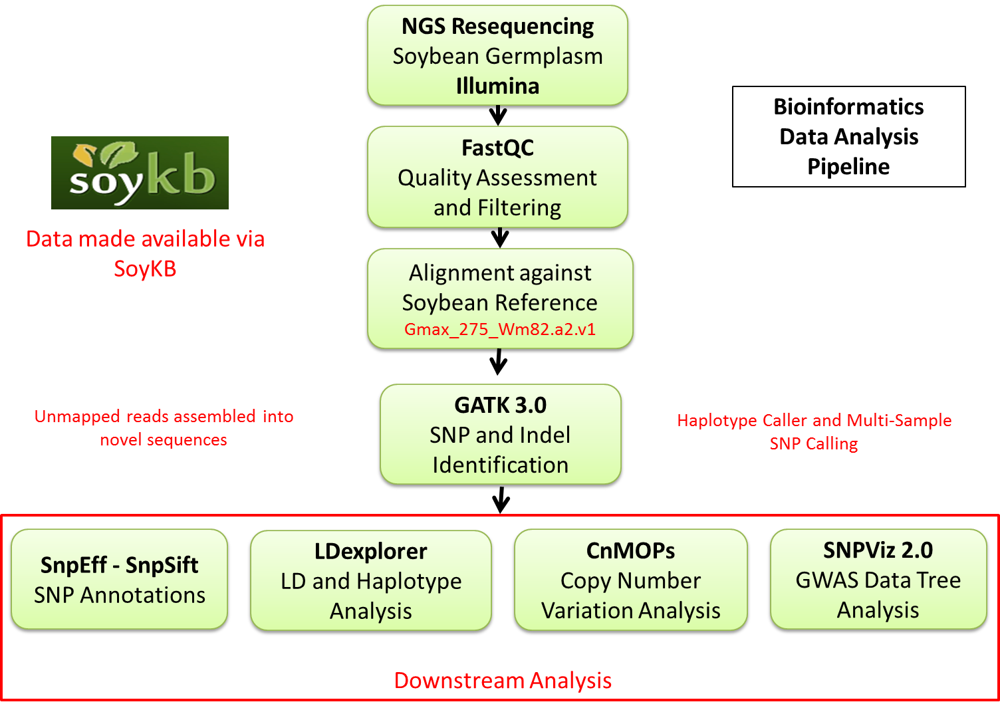 NGS Resequencing
Soybean Germplasm
Illumina
Bioinformatics
Data Analysis
Pipeline
FastQC
Quality Assessment
and Filtering
soykb
Data made available via
SoyKB
Alignment against
Soybean Reference
Gmax_275_Wm82.a2.v1
GATK 3.0
SNP and Indel
Identification
Unmapped reads assembled into
novel sequences
Haplotype Caller and Multi-Sample
SNP Calling
SnpEff - SnpSift
SNP Annotations
LDexplorer
LD and Haplotype
Analysis
CnMOPs
Copy Number
Variation Analysis
SNPViz 2.0
GWAS Data Tree
Analysis
Downstream Analysis